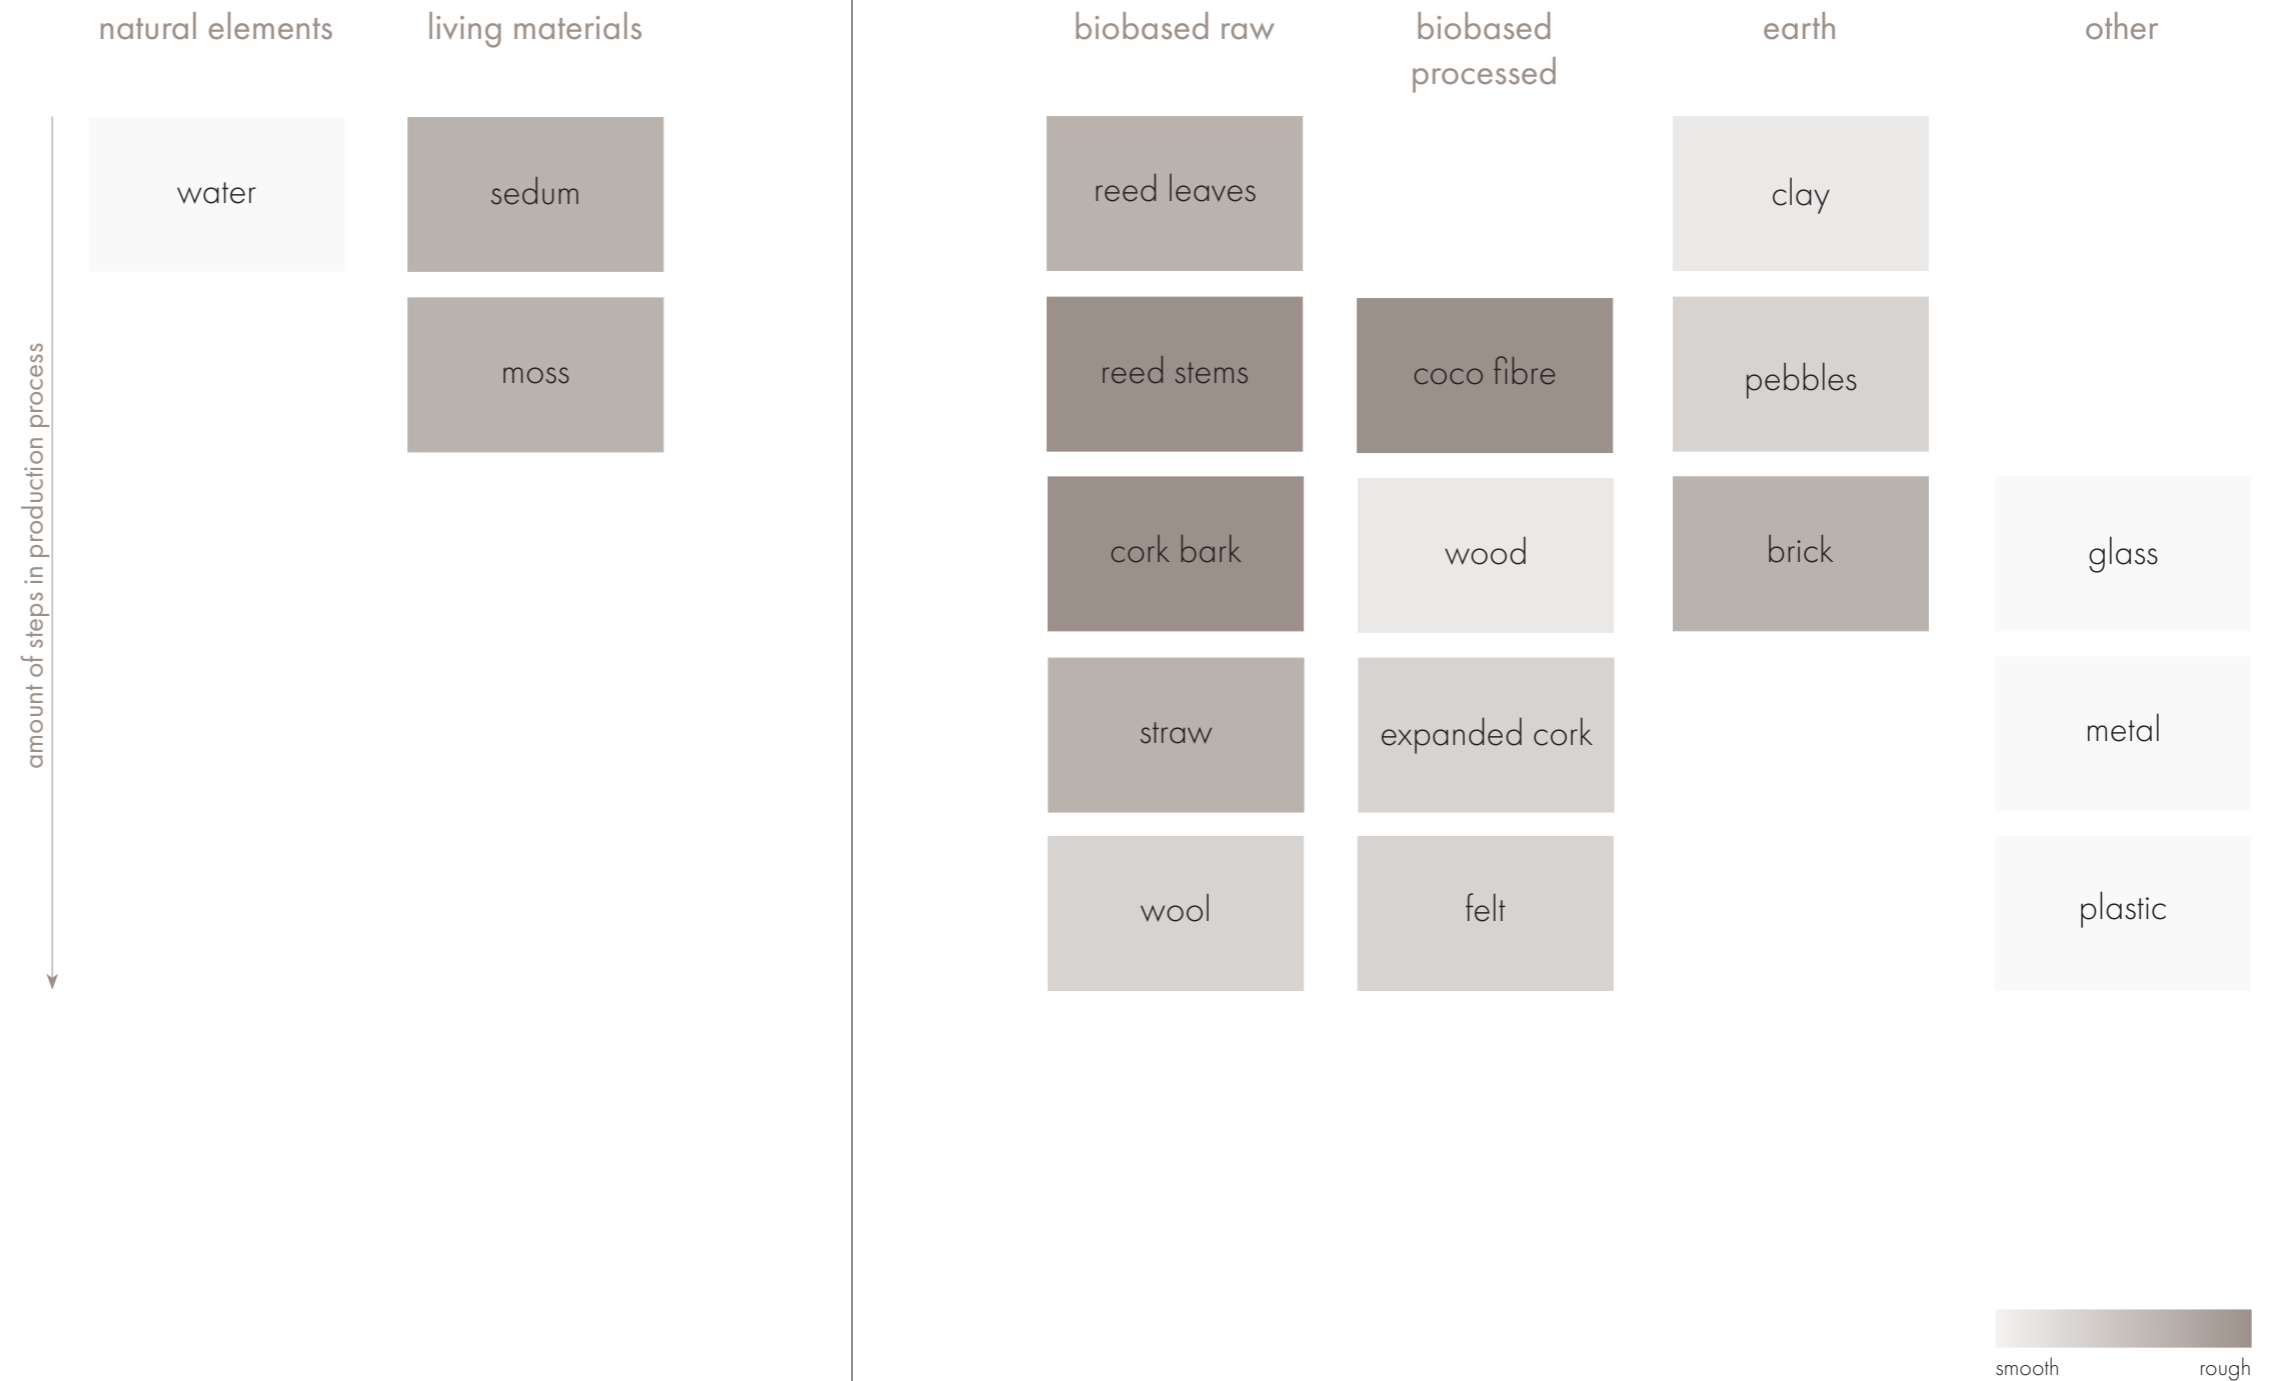 natural elements
living materials
biobased raw
biobased
processed
earth
other
amount of steps in production process
water
sedum
reed leaves
clay
moss
reed stems
coco fibre
pebbles
cork bark
wood
brick
glass
straw
expanded cork
metal
wool
felt
plastic
smooth
rough